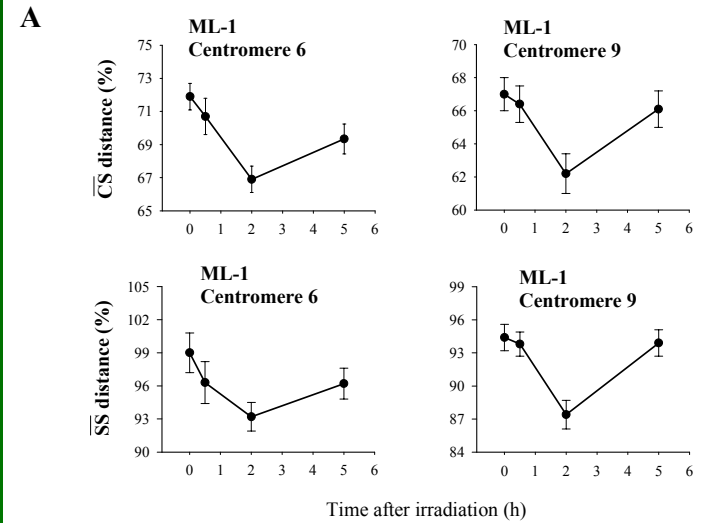 A
ML-1
Centromere 6
C̅S̅ distance (%)
75
73
71
69
67
65
0 1 2 3 4 5 6
ML-1
Centromere 9
70
68
66
64
62
60
0 1 2 3 4 5 6
ML-1
Centromere 6
S̅S̅ distance (%)
105
102
99
96
93
90
0 1 2 3 4 5 6
ML-1
Centromere 9
99
96
93
90
87
84
0 1 2 3 4 5 6
Time after irradiation (h)